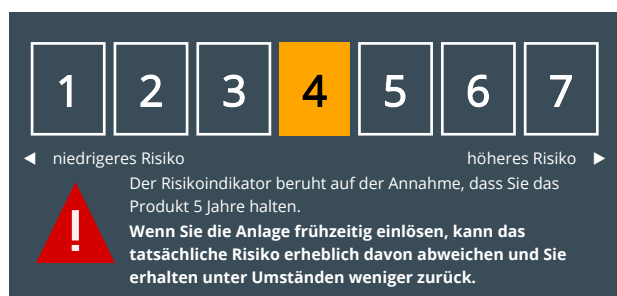 1 2 3 4 5 6 7
◀ niedrigeres Risiko höheres Risiko ▶
!
Der Risikoindikator beruht auf der Annahme, dass Sie das
Produkt 5 Jahre halten.
Wenn Sie die Anlage frühzeitig einlösen, kann das
tatsächliche Risiko erheblich davon abweichen und Sie
erhalten unter Umständen weniger zurück.